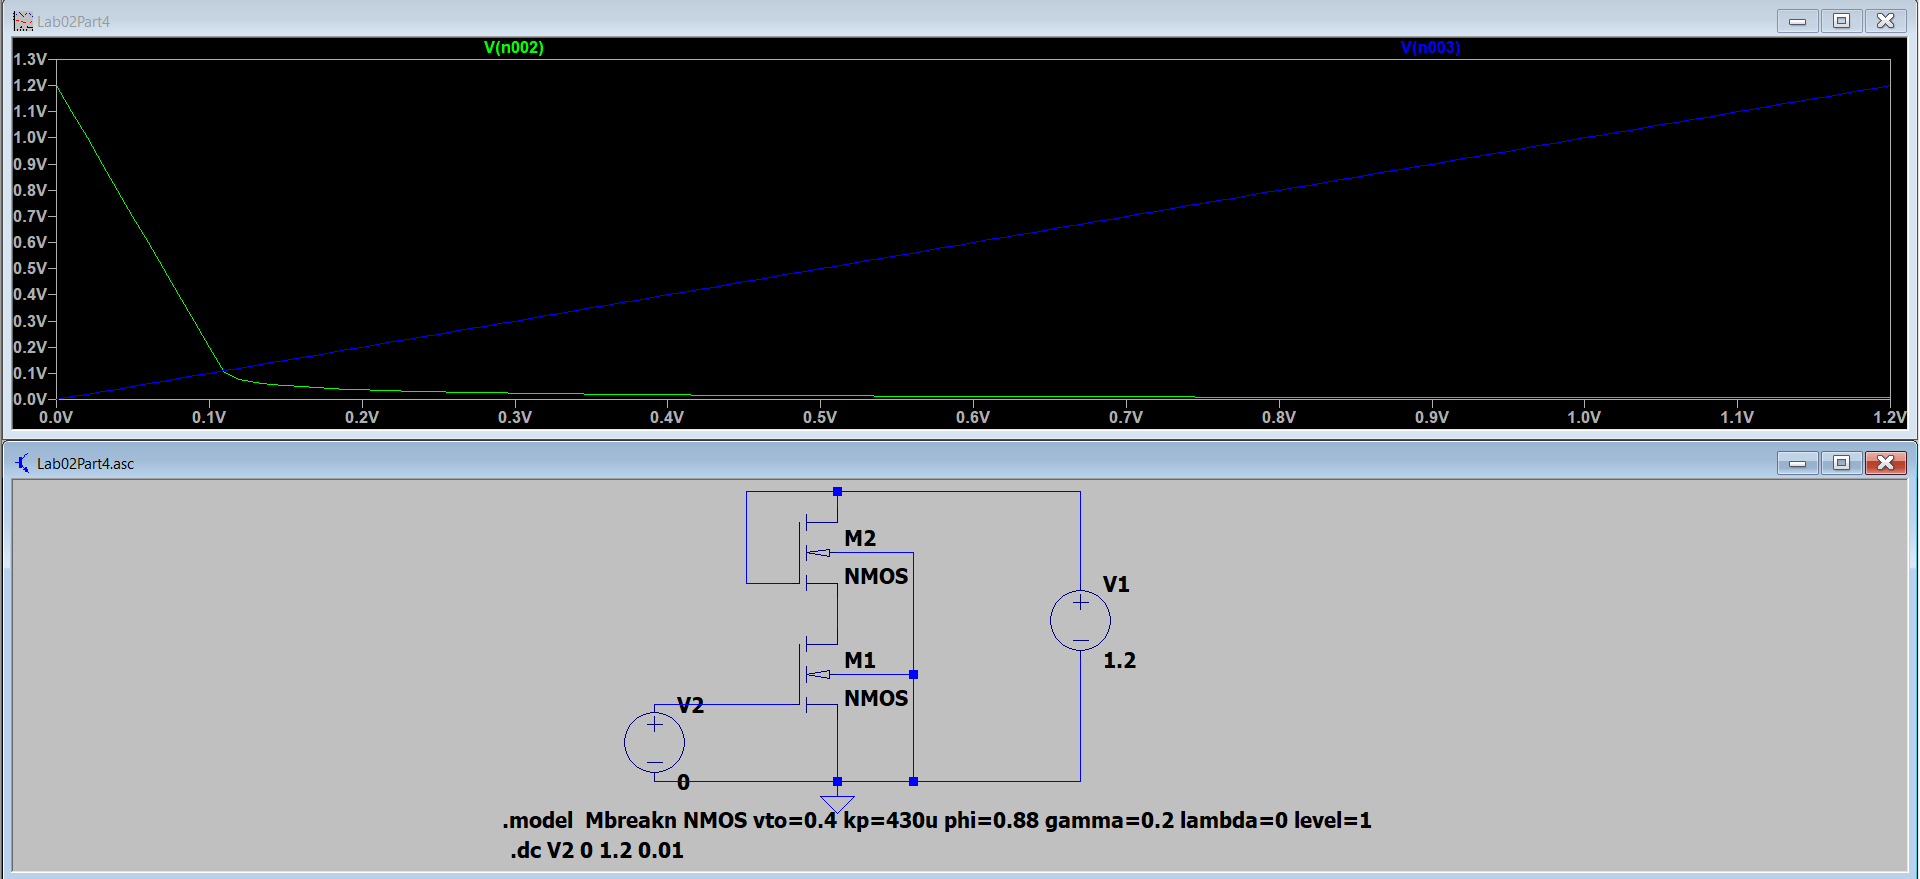 Lab02Part4
V(n002) V(n003)
1.3V
1.2V
1.1V
1.0V
0.9V
0.8V
0.7V
0.6V
0.5V
0.4V
0.3V
0.2V
0.1V
0.0V
0.0V 0.1V 0.2V 0.3V 0.4V 0.5V 0.6V 0.7V 0.8V 0.9V 1.0V 1.1V 1.2V
Lab02Part4.asc
M2
NMOS
V1
1.2
M1
NMOS
V2
0
.model Mbreakn NMOS vto=0.4 kp=430u phi=0.88 gamma=0.2 lambda=0 level=1
.dc V2 0 1.2 0.01